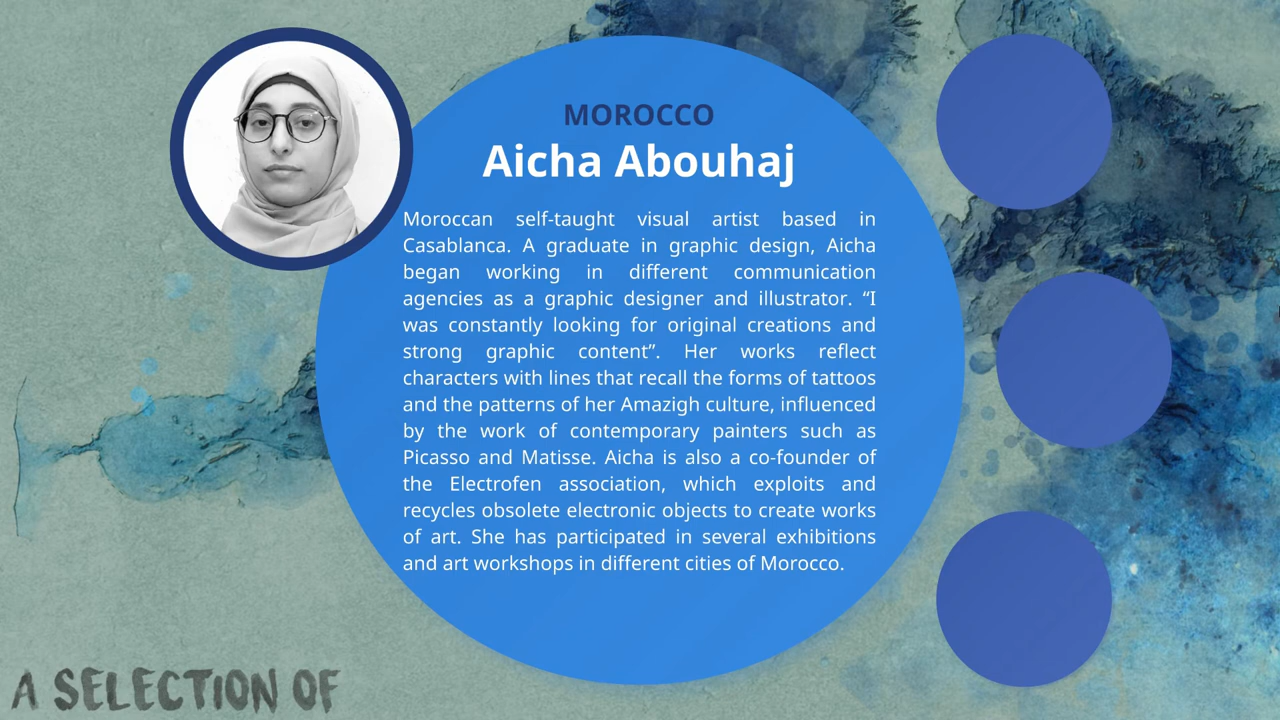 MOROCCO
Aicha Abouhaj
Moroccan self-taught visual artist based in
Casablanca. A graduate in graphic design, Aicha
began working in different communication
agencies as a graphic designer and illustrator. “I
was constantly looking for original creations and
strong graphic content”. Her works reflect
characters with lines that recall the forms of tattoos
and the patterns of her Amazigh culture, influenced
by the work of contemporary painters such as
Picasso and Matisse. Aicha is also a co-founder of
the Electrofen association, which exploits and
recycles obsolete electronic objects to create works
of art. She has participated in several exhibitions
and art workshops in different cities of Morocco.
A SELECTION OF